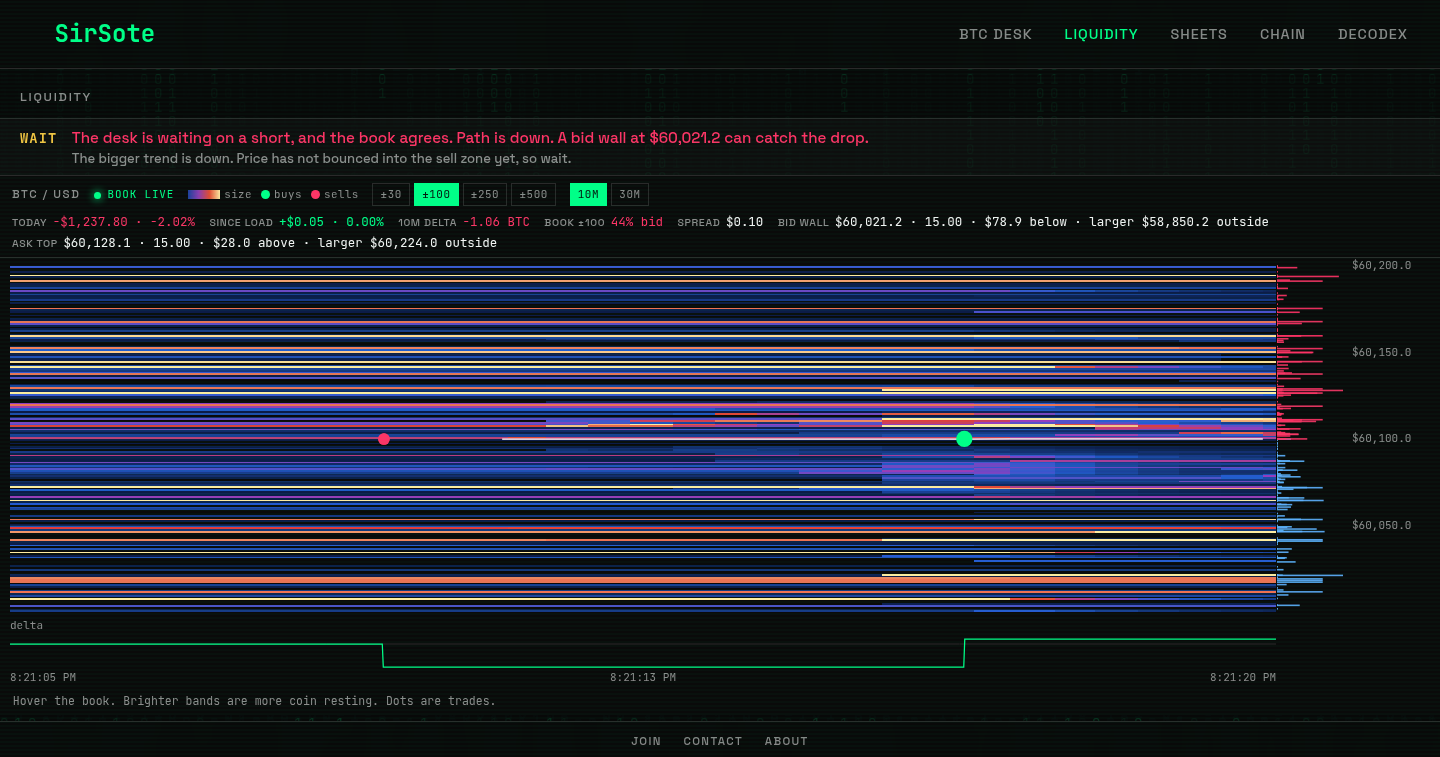 SirSote
BTC DESK LIQUIDITY SHEETS CHAIN DECODEX
LIQUIDITY
WAIT The desk is waiting on a short, and the book agrees. Path is down. A bid wall at $60,021.2 can catch the drop.
The bigger trend is down. Price has not bounced into the sell zone yet, so wait.
BTC / USD BOOK LIVE size buys sells ±30 ±100 ±250 ±500 10M 30M
TODAY -$1,237.80 · -2.02% SINCE LOAD +$0.05 · 0.00% 10M DELTA -1.06 BTC BOOK ±100 44% bid SPREAD $0.10 BID WALL $60,021.2 · 15.00 · $78.9 below · larger $58,850.2 outside
ASK TOP $60,128.1 · 15.00 · $28.0 above · larger $60,224.0 outside
$60,200.0
$60,150.0
$60,100.0
$60,050.0
delta
8:21:05 PM 8:21:13 PM 8:21:20 PM
Hover the book. Brighter bands are more coin resting. Dots are trades.
JOIN CONTACT ABOUT